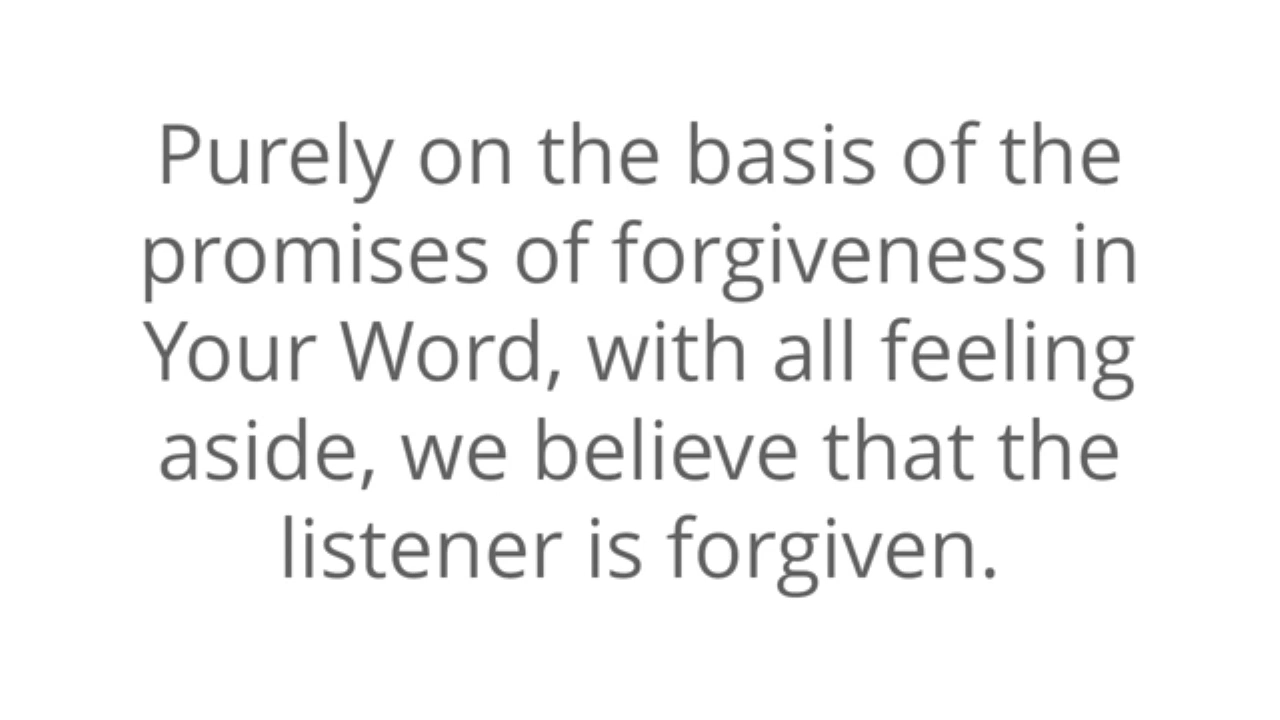 Purely on the basis of the
promises of forgiveness in
Your Word, with all feeling
aside, we believe that the
listener is forgiven.